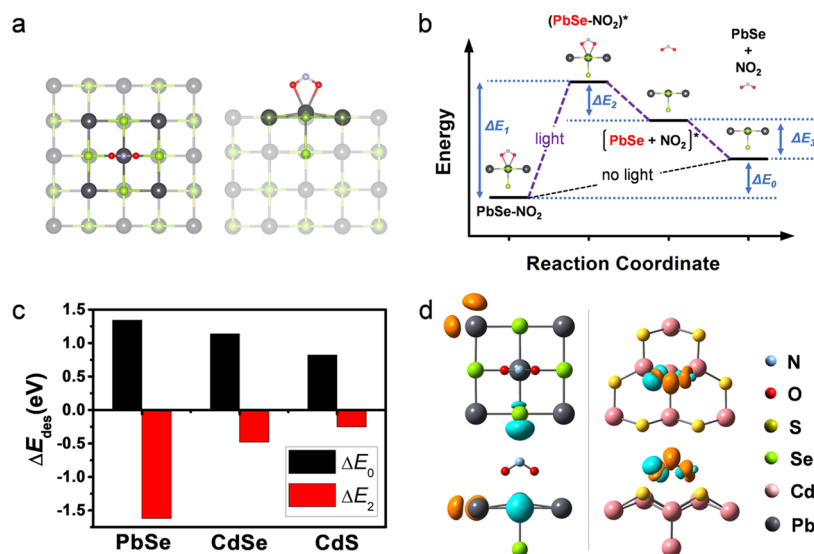 a
b
(PbSe-NO2)*
PbSe
+
NO2
ΔE2
ΔE1
light
[PbSe + NO2]*
ΔE3
no light
ΔE0
PbSe-NO2
Energy
Reaction Coordinate
c
1.5
1.0
0.5
0.0
-0.5
-1.0
-1.5
ΔEdes(eV)
ΔE0
ΔE2
PbSe CdSe CdS
d
N
O
S
Se
Cd
Pb